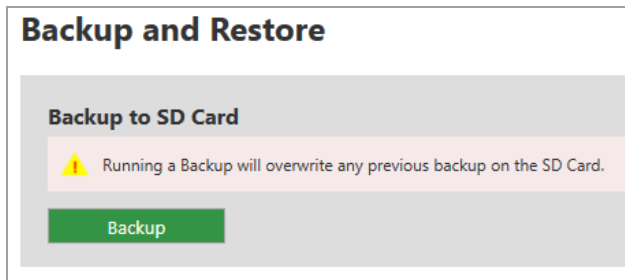 Backup and Restore
Backup to SD Card
Running a Backup will overwrite any previous backup on the SD Card.
Backup